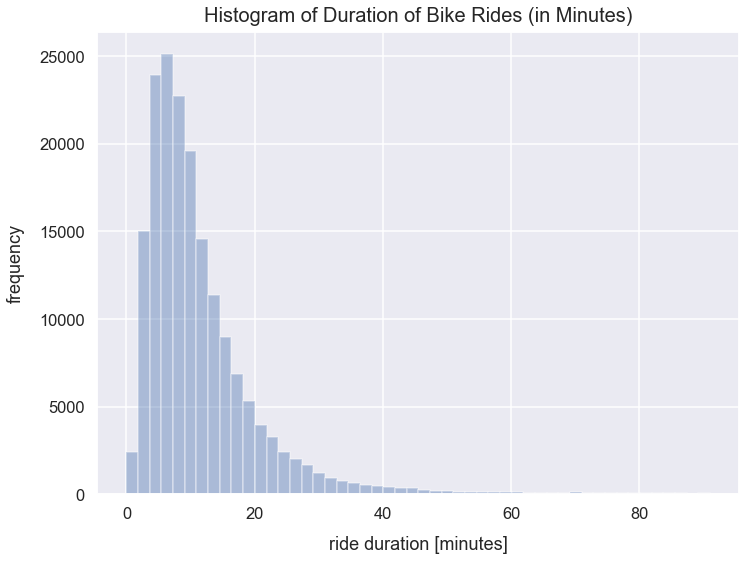 Histogram of Duration of Bike Rides (in Minutes)
25000
20000
15000
10000
5000
0
frequency
0 20 40 60 80
ride duration [minutes]